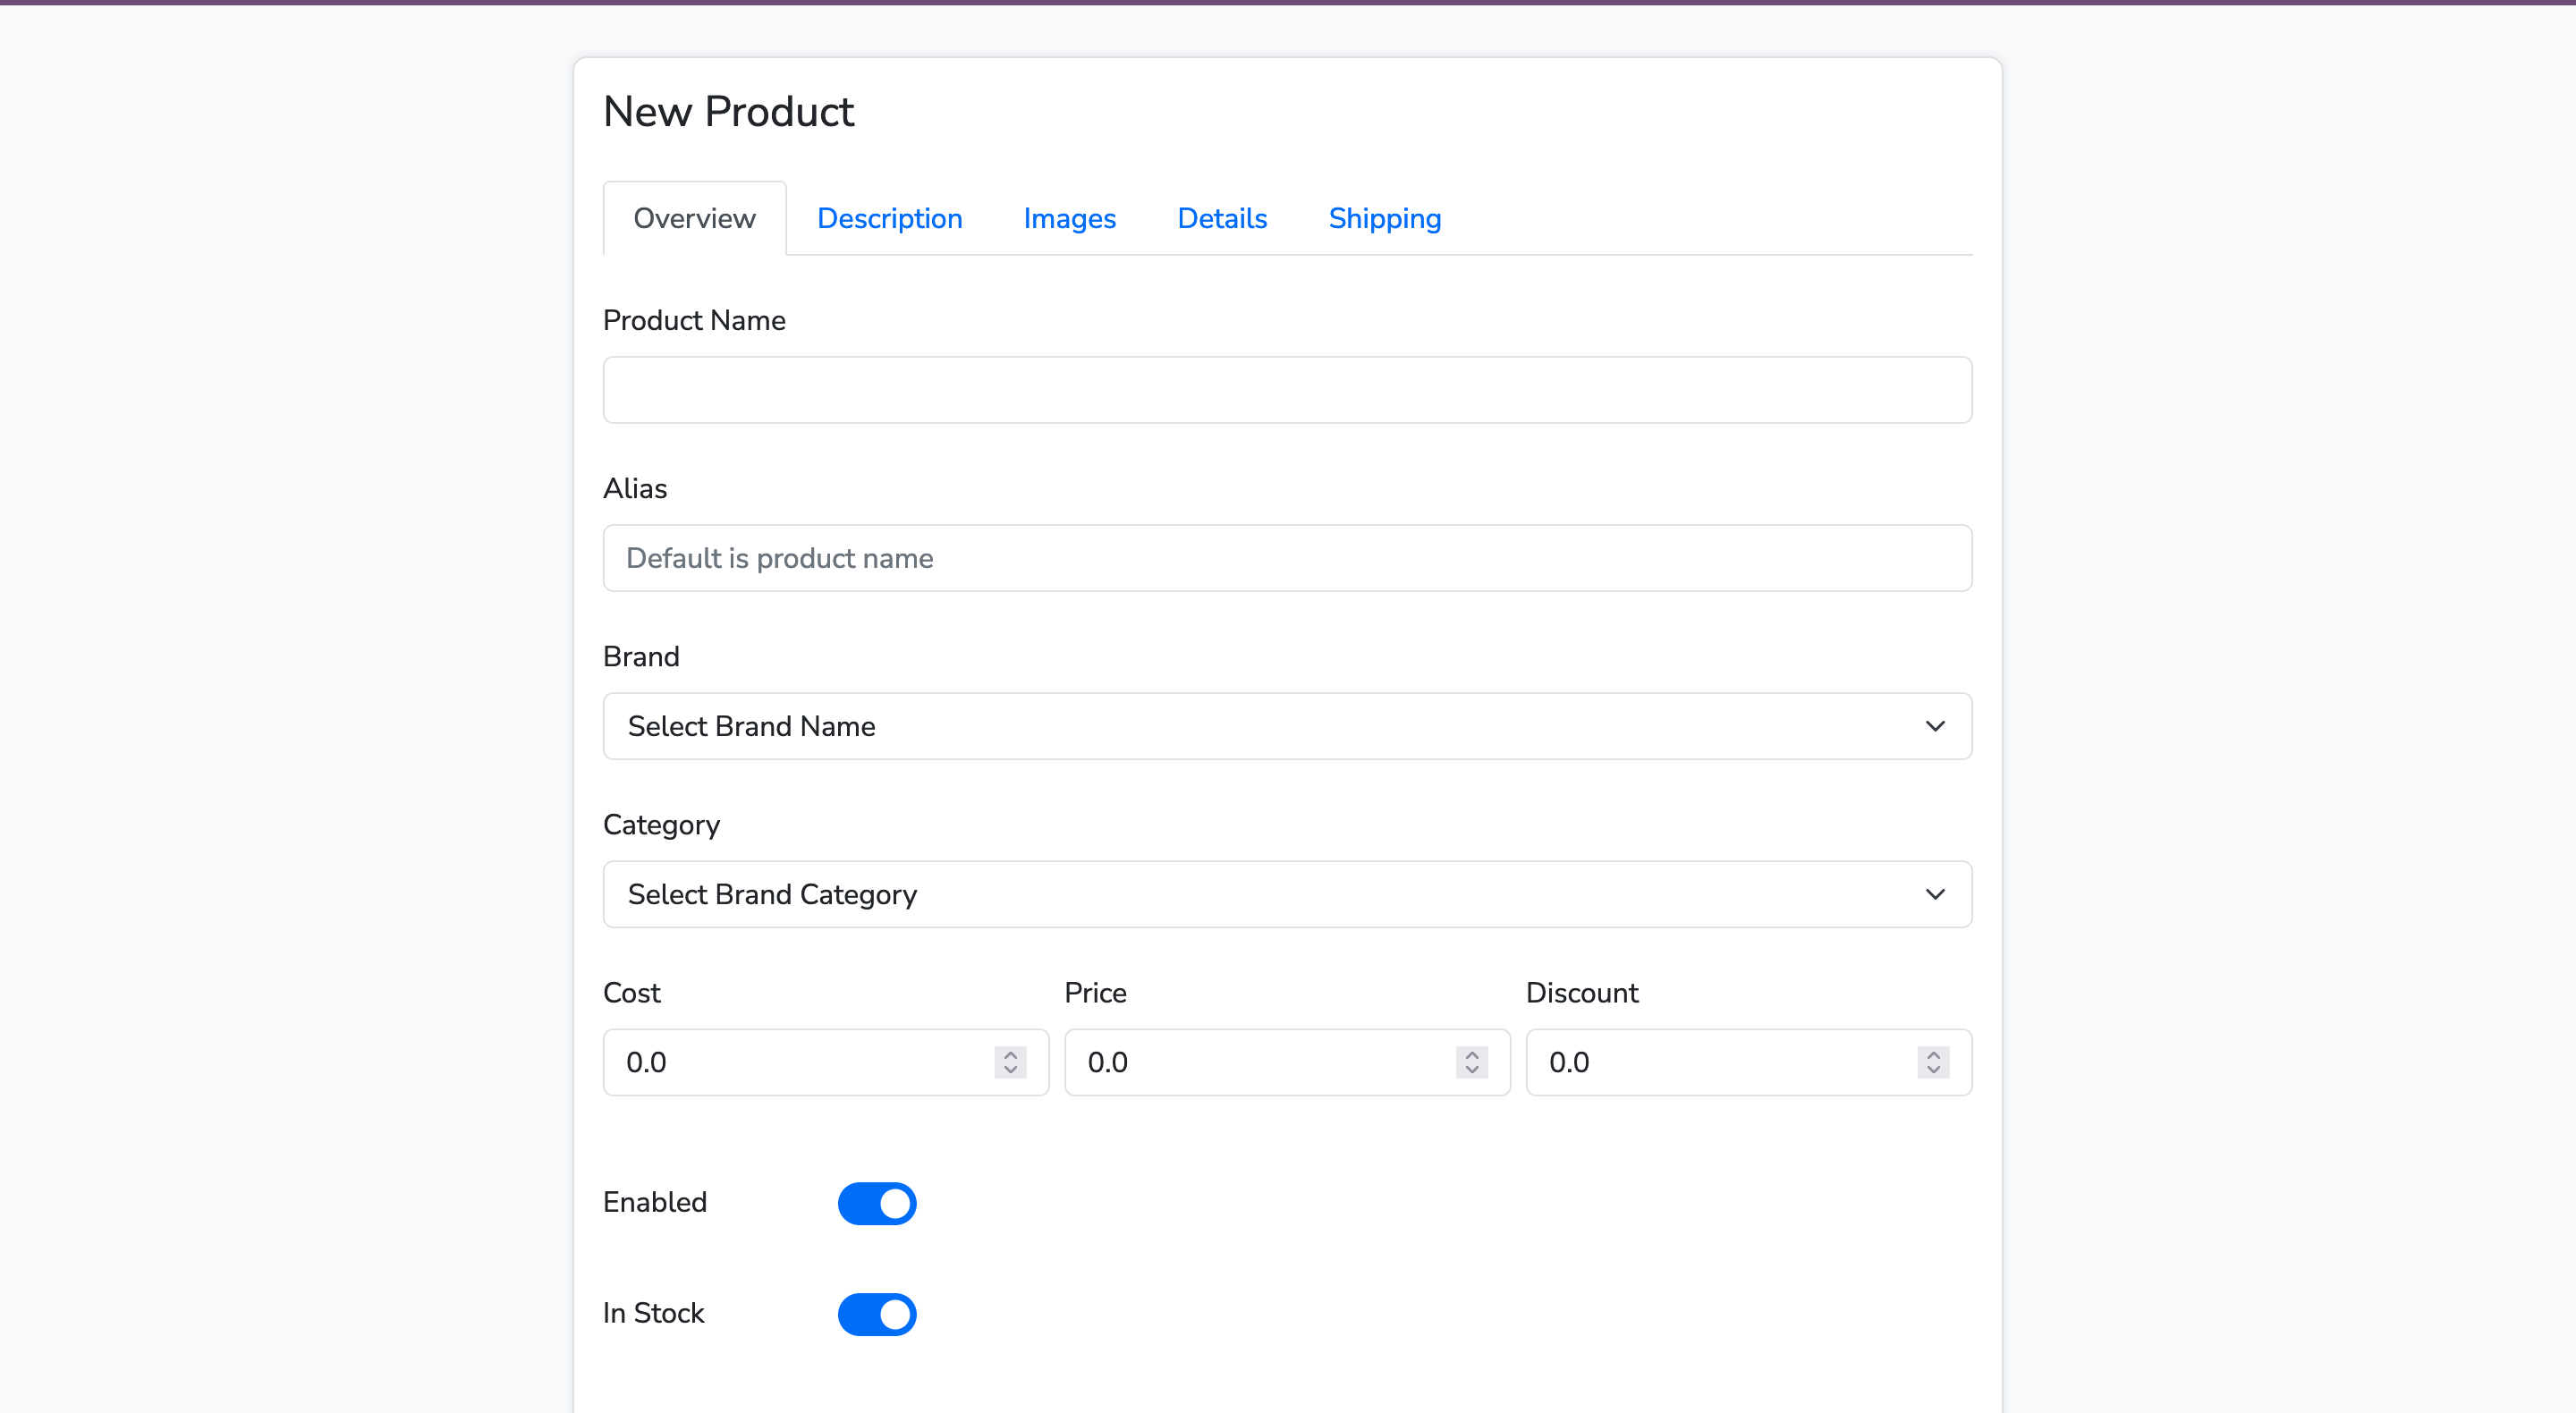 New Product
Overview Description Images Details Shipping
Product Name
Alias
Default is product name
Brand
Select Brand Name
Category
Select Brand Category
Cost Price Discount
0.0 0.0 0.0
Enabled
In Stock